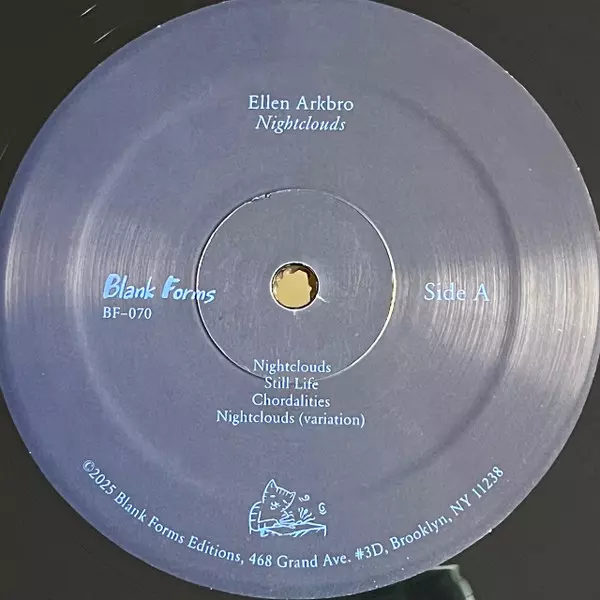 Ellen Arkbro
Nightclouds
Blank Forms
BF-070
Side A
Nightclouds
Still Life
Chordalities
Nightclouds (variation)
©2025 Blank Forms Editions, 468 Grand Ave. #3D, Brooklyn, NY 11238